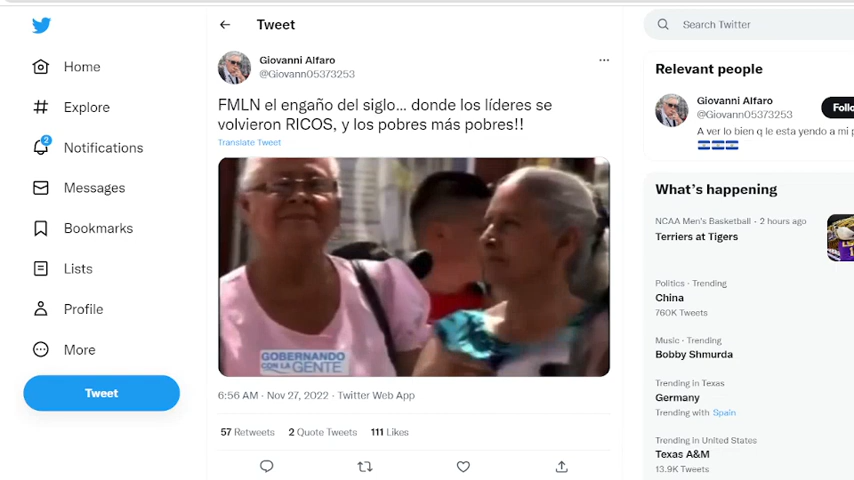 Tweet
Search Twitter
Home
Explore
2
Notifications
Messages
Bookmarks
Lists
Profile
More
Tweet
Giovanni Alfaro
@Giovann05373253
FMLN el engaño del siglo... donde los líderes se
volvieron RICOS, y los pobres más pobres!!
Translate Tweet
GOBERNANDO
CON LA GENTE
6:56 AM · Nov 27, 2022 · Twitter Web App
57 Retweets 2 Quote Tweets 111 Likes
Relevant people
Giovanni Alfaro
@Giovann05373253
A ver lo bien q le esta yendo a mi
What's happening
NCAA Men's Basketball · 2 hours ago
Terriers at Tigers
Politics · Trending
China
760K Tweets
Music · Trending
Bobby Shmurda
Trending in Texas
Germany
Trending with Spain
Trending in United States
Texas A&M
13.9K Tweets